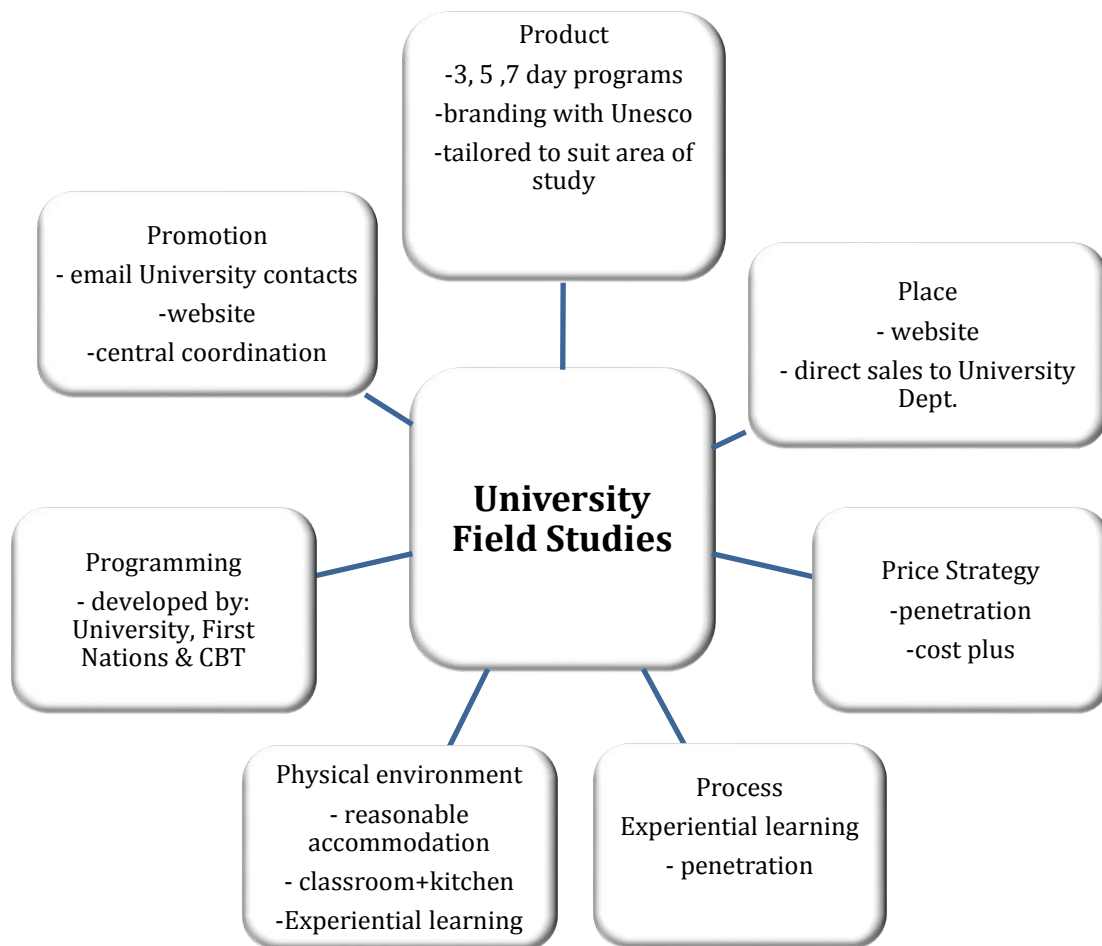 Product
-3, 5 ,7 day programs
-branding with Unesco
-tailored to suit area of
study
Promotion
- email University contacts
-website
-central coordination
Place
- website
- direct sales to University
Dept.
University
Field Studies
Programming
- developed by:
University, First
Nations & CBT
Price Strategy
-penetration
-cost plus
Physical environment
- reasonable
accommodation
- classroom+kitchen
-Experiential learning
Process
Experiential learning
- penetration